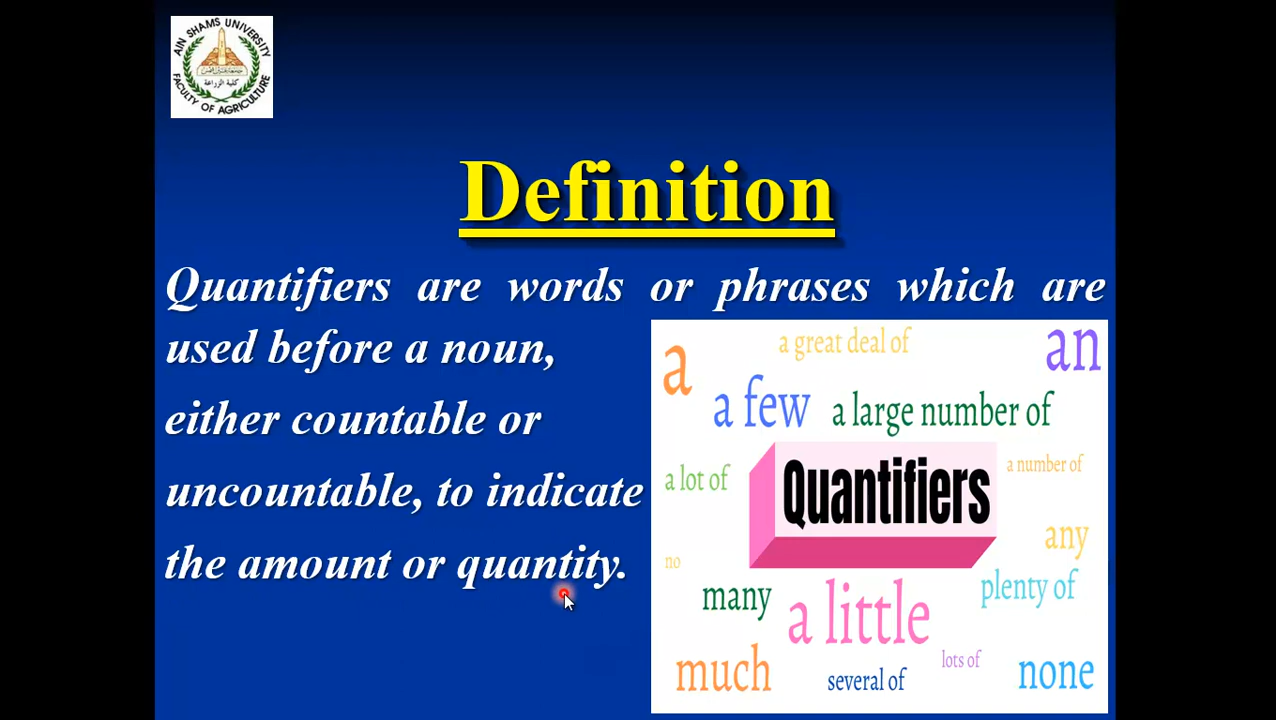 AIN SHAMS UNIVERSITY
كلية الزراعة
FACULTY OF AGRICULTURE
Definition
Quantifiers are words or phrases which are
used before a noun,
either countable or
uncountable, to indicate
the amount or quantity.
a
a great deal of
an
a few
a large number of
a lot of
Quantifiers
a number of
no
any
many
a little
plenty of
much
several of
lots of
none